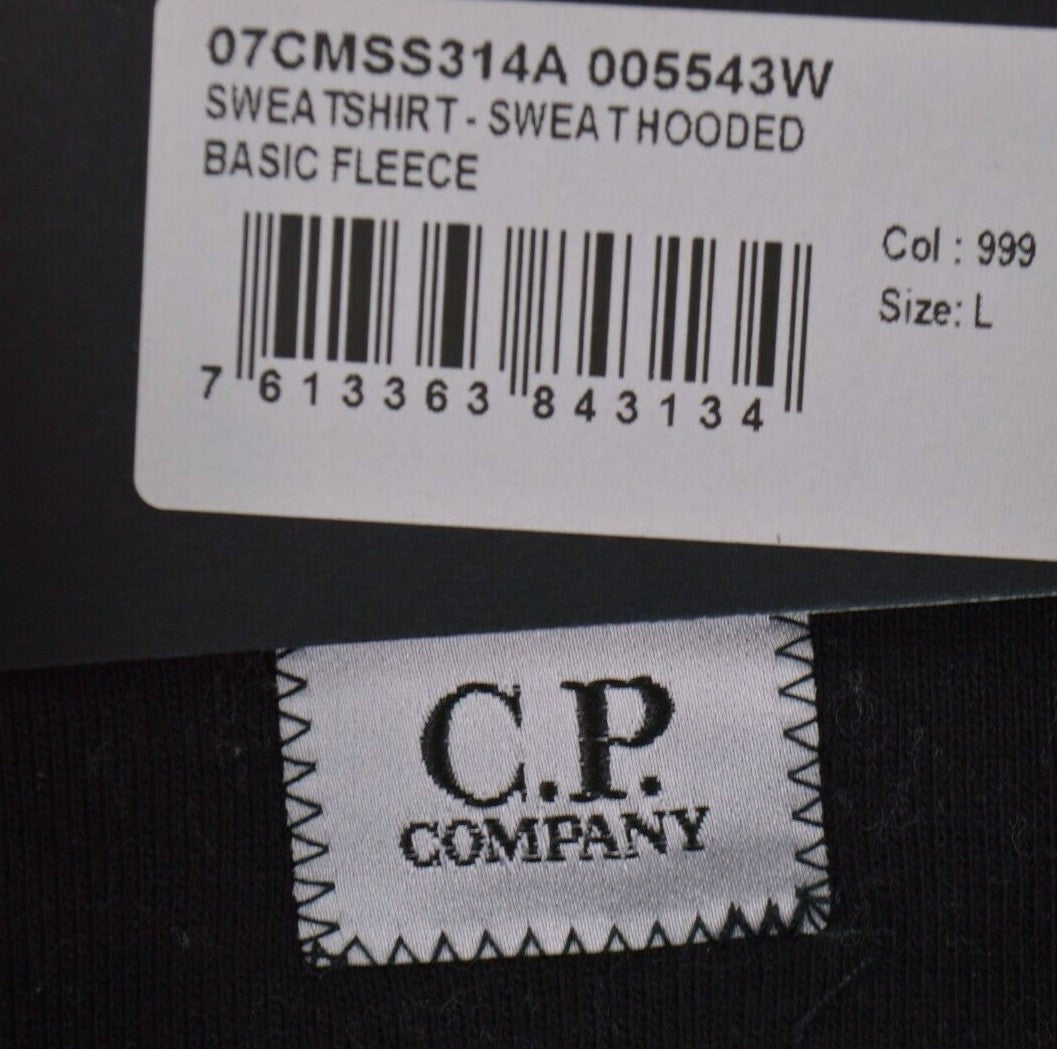 07CMSS314A 005543W
SWEATSHIRT - SWEAT HOODED
BASIC FLEECE
Col : 999
Size: L
7 613363 843134
C.P.
COMPANY